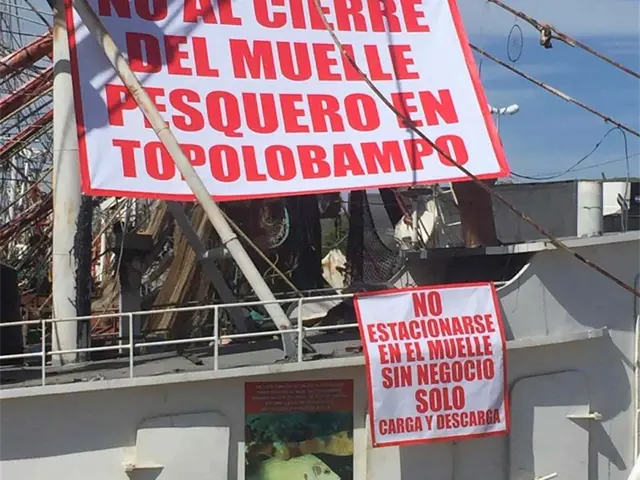 NO AL CIERRE
DEL MUELLE
PESQUERO EN
TOPOLOBAMPO
NO
ESTACIONARSE
EN EL MUELLE
SIN NEGOCIO
SOLO
CARGA Y DESCARGA